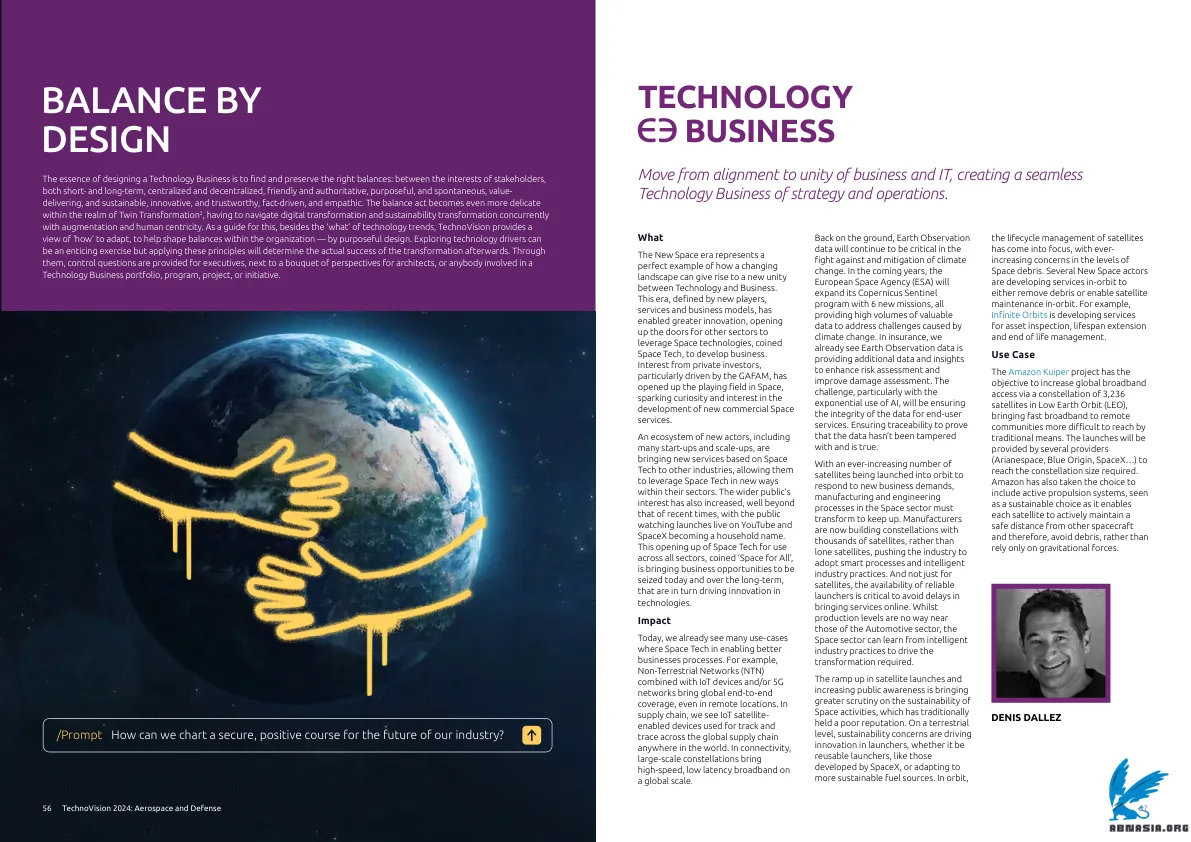 BALANCE BY
DESIGN
The essence of designing a Technology Business is to find and preserve the right balances: between the interests of stakeholders,
both short- and long-term, centralized and decentralized, friendly and authoritative, purposeful, and spontaneous, value-
delivering, and sustainable, innovative, and trustworthy, fact-driven, and empathic. The balance act becomes even more delicate
within the realm of Twin Transformation², having to navigate digital transformation and sustainability transformation concurrently
with augmentation and human centricity. As a guide for this, besides the 'what' of technology trends, TechnoVision provides a
view of 'how' to adapt, to help shape balances within the organization — by purposeful design. Exploring technology drivers can
be an enticing exercise but applying these principles will determine the actual success of the transformation afterwards. Through
them, control questions are provided for executives, next to a bouquet of perspectives for architects, or anybody involved in a
Technology Business portfolio, program, project, or initiative.
/Prompt How can we chart a secure, positive course for the future of our industry?
56 TechnoVision 2024: Aerospace and Defense
TECHNOLOGY
∈∋ BUSINESS
Move from alignment to unity of business and IT, creating a seamless
Technology Business of strategy and operations.
What
The New Space era represents a
perfect example of how a changing
landscape can give rise to a new unity
between Technology and Business.
This era, defined by new players,
services and business models, has
enabled greater innovation, opening
up the doors for other sectors to
leverage Space technologies, coined
Space Tech, to develop business.
Interest from private investors,
particularly driven by the GAFAM, has
opened up the playing field in Space,
sparking curiosity and interest in the
development of new commercial Space
services.
An ecosystem of new actors, including
many start-ups and scale-ups, are
bringing new services based on Space
Tech to other industries, allowing them
to leverage Space Tech in new ways
within their sectors. The wider public's
interest has also increased, well beyond
that of recent times, with the public
watching launches live on YouTube and
SpaceX becoming a household name.
This opening up of Space Tech for use
across all sectors, coined 'Space for All',
is bringing business opportunities to be
seized today and over the long-term,
that are in turn driving innovation in
technologies.
Impact
Today, we already see many use-cases
where Space Tech in enabling better
businesses processes. For example,
Non-Terrestrial Networks (NTN)
combined with IoT devices and/or 5G
networks bring global end-to-end
coverage, even in remote locations. In
supply chain, we see IoT satellite-
enabled devices used for track and
trace across the global supply chain
anywhere in the world. In connectivity,
large-scale constellations bring
high-speed, low latency broadband on
a global scale.
Back on the ground, Earth Observation
data will continue to be critical in the
fight against and mitigation of climate
change. In the coming years, the
European Space Agency (ESA) will
expand its Copernicus Sentinel
program with 6 new missions, all
providing high volumes of valuable
data to address challenges caused by
climate change. In insurance, we
already see Earth Observation data is
providing additional data and insights
to enhance risk assessment and
improve damage assessment. The
challenge, particularly with the
exponential use of AI, will be ensuring
the integrity of the data for end-user
services. Ensuring traceability to prove
that the data hasn't been tampered
with and is true.
With an ever-increasing number of
satellites being launched into orbit to
respond to new business demands,
manufacturing and engineering
processes in the Space sector must
transform to keep up. Manufacturers
are now building constellations with
thousands of satellites, rather than
lone satellites, pushing the industry to
adopt smart processes and intelligent
industry practices. And not just for
satellites, the availability of reliable
launchers is critical to avoid delays in
bringing services online. Whilst
production levels are no way near
those of the Automotive sector, the
Space sector can learn from intelligent
industry practices to drive the
transformation required.
The ramp up in satellite launches and
increasing public awareness is bringing
greater scrutiny on the sustainability of
Space activities, which has traditionally
held a poor reputation. On a terrestrial
level, sustainability concerns are driving
innovation in launchers, whether it be
reusable launchers, like those
developed by SpaceX, or adapting to
more sustainable fuel sources. In orbit,
the lifecycle management of satellites
has come into focus, with ever-
increasing concerns in the levels of
Space debris. Several New Space actors
are developing services in-orbit to
either remove debris or enable satellite
maintenance in-orbit. For example,
Infinite Orbits is developing services
for asset inspection, lifespan extension
and end of life management.
Use Case
The Amazon Kuiper project has the
objective to increase global broadband
access via a constellation of 3,236
satellites in Low Earth Orbit (LEO),
bringing fast broadband to remote
communities more difficult to reach by
traditional means. The launches will be
provided by several providers
(Arianespace, Blue Origin, SpaceX…) to
reach the constellation size required.
Amazon has also taken the choice to
include active propulsion systems, seen
as a sustainable choice as it enables
each satellite to actively maintain a
safe distance from other spacecraft
and therefore, avoid debris, rather than
rely only on gravitational forces.
DENIS DALLEZ
57
ABNASIA.ORG